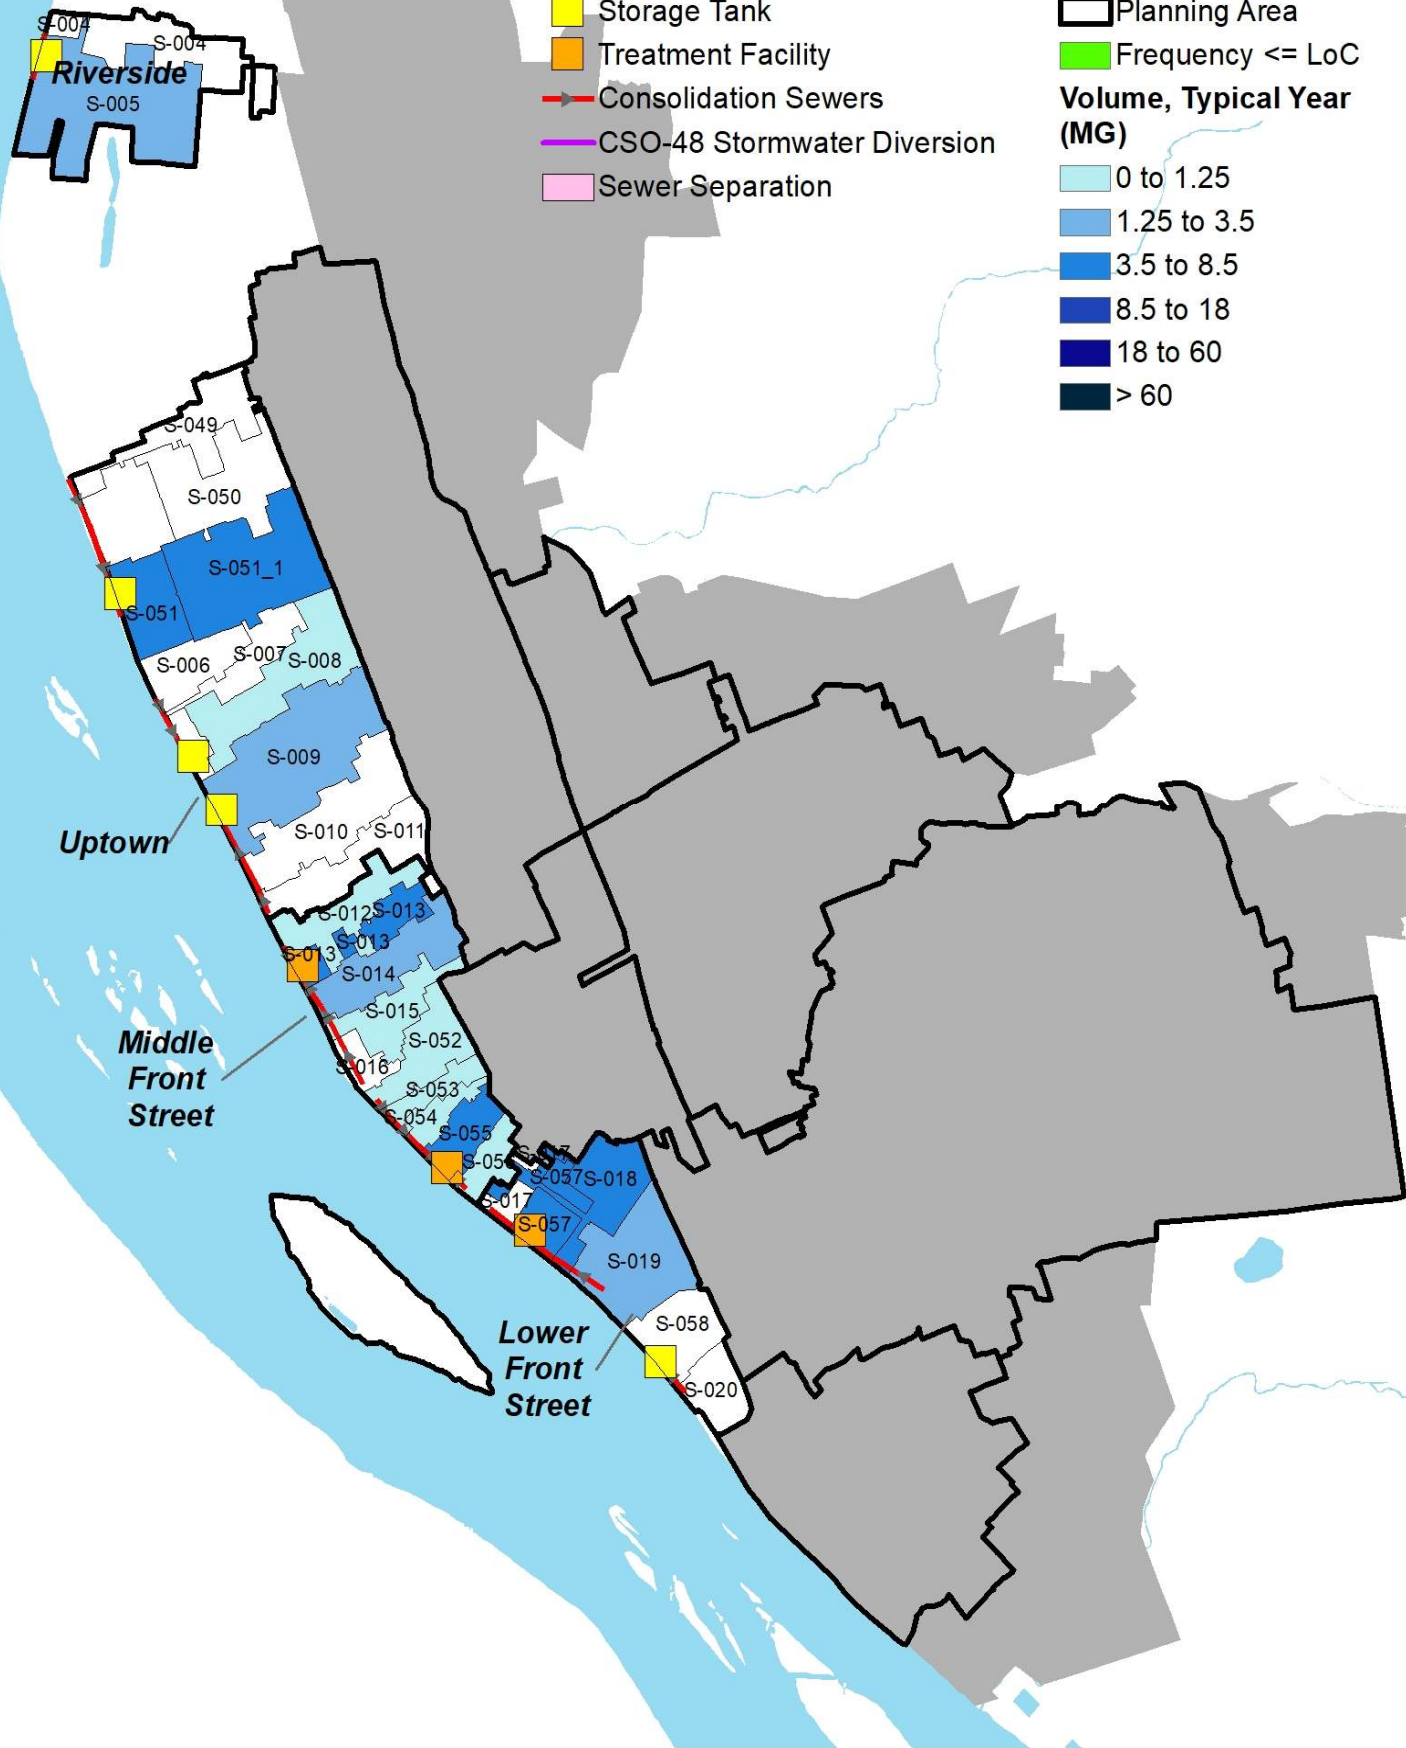 Storage Tank
Treatment Facility
Consolidation Sewers
CSO-48 Stormwater Diversion
Sewer Separation
Planning Area
Frequency <= LoC
Volume, Typical Year
(MG)
0 to 1.25
1.25 to 3.5
3.5 to 8.5
8.5 to 18
18 to 60
> 60
S-004
S-004
Riverside
S-005
S-049
S-050
S-051_1
S-051
S-006
S-007
S-008
S-009
Uptown
S-010
S-011
S-012
S-013
S-013
S-013
S-014
S-015
Middle
Front
Street
S-052
S-016
S-053
S-054
S-055
S-057
S-018
S-017
S-057
S-019
Lower
Front
Street
S-058
S-020